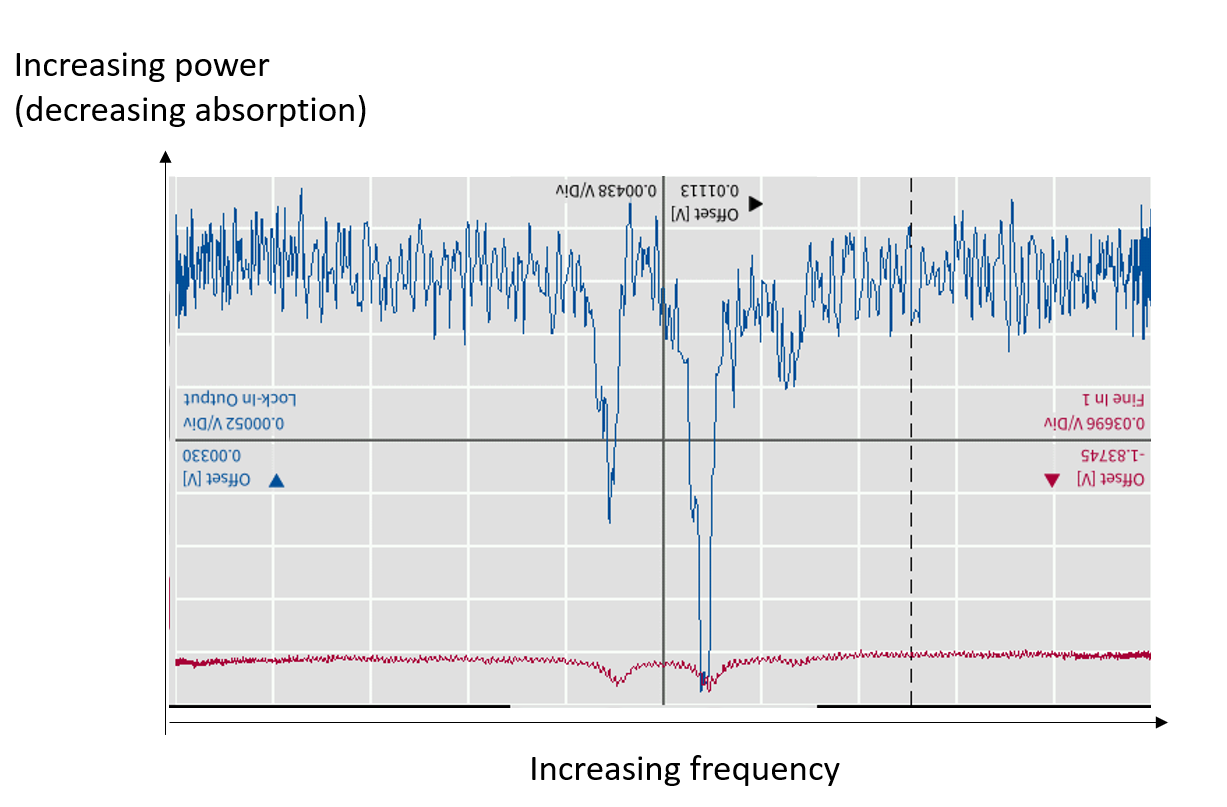 Increasing power
(decreasing absorption)
0.00438 V/Div
0.01113
Offset [V]
Lock-In Output
0.00052 V/Div
0.00330
Offset [V]
Fine In 1
0.03696 V/Div
-1.83745
Offset [V]
Increasing frequency